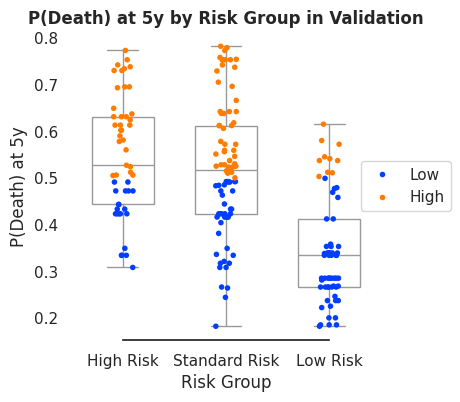 P(Death) at 5y by Risk Group in Validation
0.8
0.7
0.6
0.5
0.4
0.3
0.2
P(Death) at 5y
Low
High
High Risk Standard Risk Low Risk
Risk Group